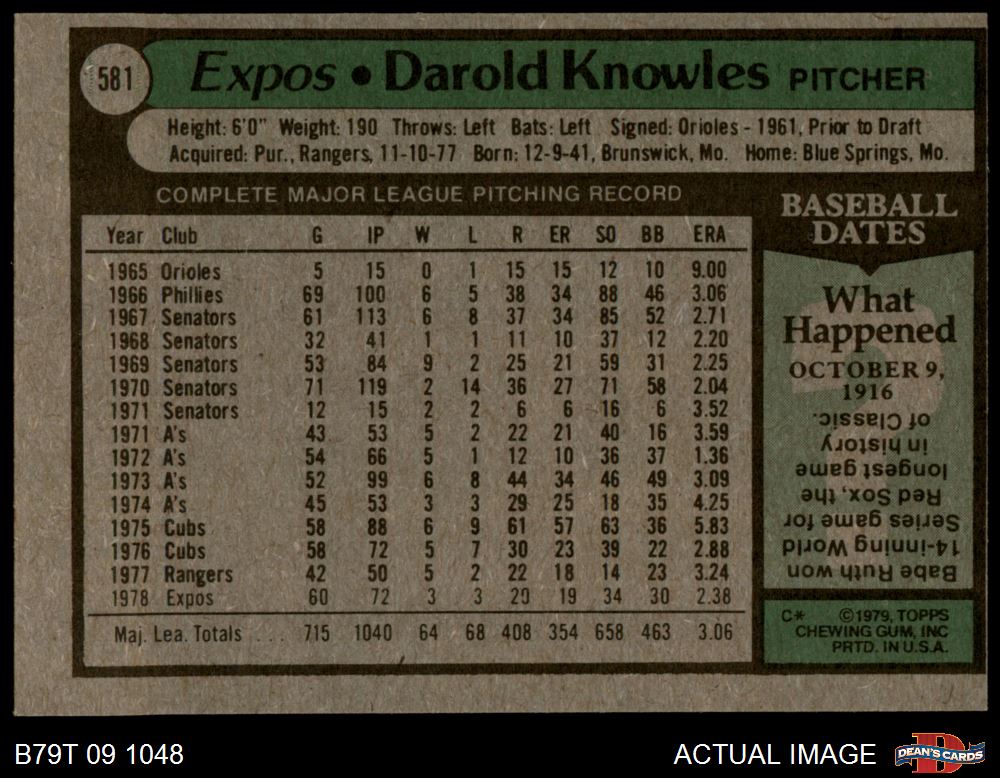 581
Expos • Darold Knowles PITCHER
Height: 6'0" Weight: 190 Throws: Left Bats: Left Signed: Orioles - 1961, Prior to Draft
Acquired: Pur., Rangers, 11-10-77 Born: 12-9-41, Brunswick, Mo. Home: Blue Springs, Mo.
COMPLETE MAJOR LEAGUE PITCHING RECORD
Year Club G IP W L R ER SO BB ERA
1965 Orioles 5 15 0 1 15 15 12 10 9.00
1966 Phillies 69 100 6 5 38 34 88 46 3.06
1967 Senators 61 113 6 8 37 34 85 52 2.71
1968 Senators 32 41 1 1 11 10 37 12 2.20
1969 Senators 53 84 9 2 25 21 59 31 2.25
1970 Senators 71 119 2 14 36 27 71 58 2.04
1971 Senators 12 15 2 2 6 6 16 6 3.52
1971 A's 43 53 5 2 22 21 40 16 3.59
1972 A's 54 66 5 1 12 10 36 37 1.36
1973 A's 52 99 6 8 44 34 46 49 3.09
1974 A's 45 53 3 3 29 25 18 35 4.25
1975 Cubs 58 88 6 9 61 57 63 36 5.83
1976 Cubs 58 72 5 7 30 23 39 22 2.88
1977 Rangers 42 50 5 2 22 18 14 23 3.24
1978 Expos 60 72 3 3 20 19 34 30 2.38
Maj. Lea. Totals . . . 715 1040 64 68 408 354 658 463 3.06
BASEBALL
DATES
What
Happened
OCTOBER 9,
1916
Babe Ruth won
14-inning World
Series game for
Red Sox, the
longest game
in history
of Classic.
C* ©1979, TOPPS
CHEWING GUM, INC
PRTD. IN U.S.A.
B79T 09 1048
ACTUAL IMAGE
DEAN'S CARDS